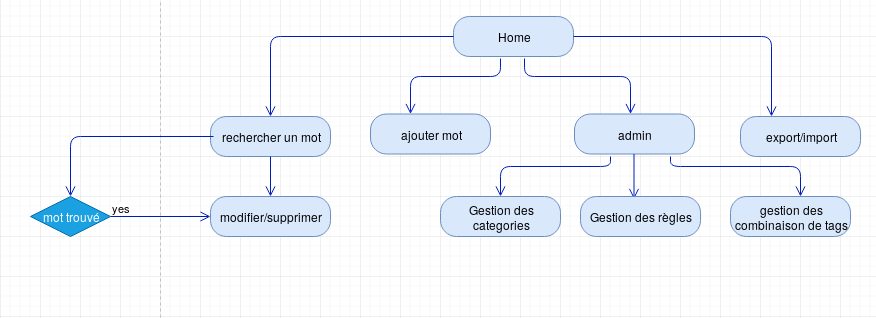 Home
rechercher un mot
ajouter mot
admin
export/import
mot trouvé
yes
modifier/supprimer
Gestion des
categories
Gestion des règles
gestion des
combinaison de tags